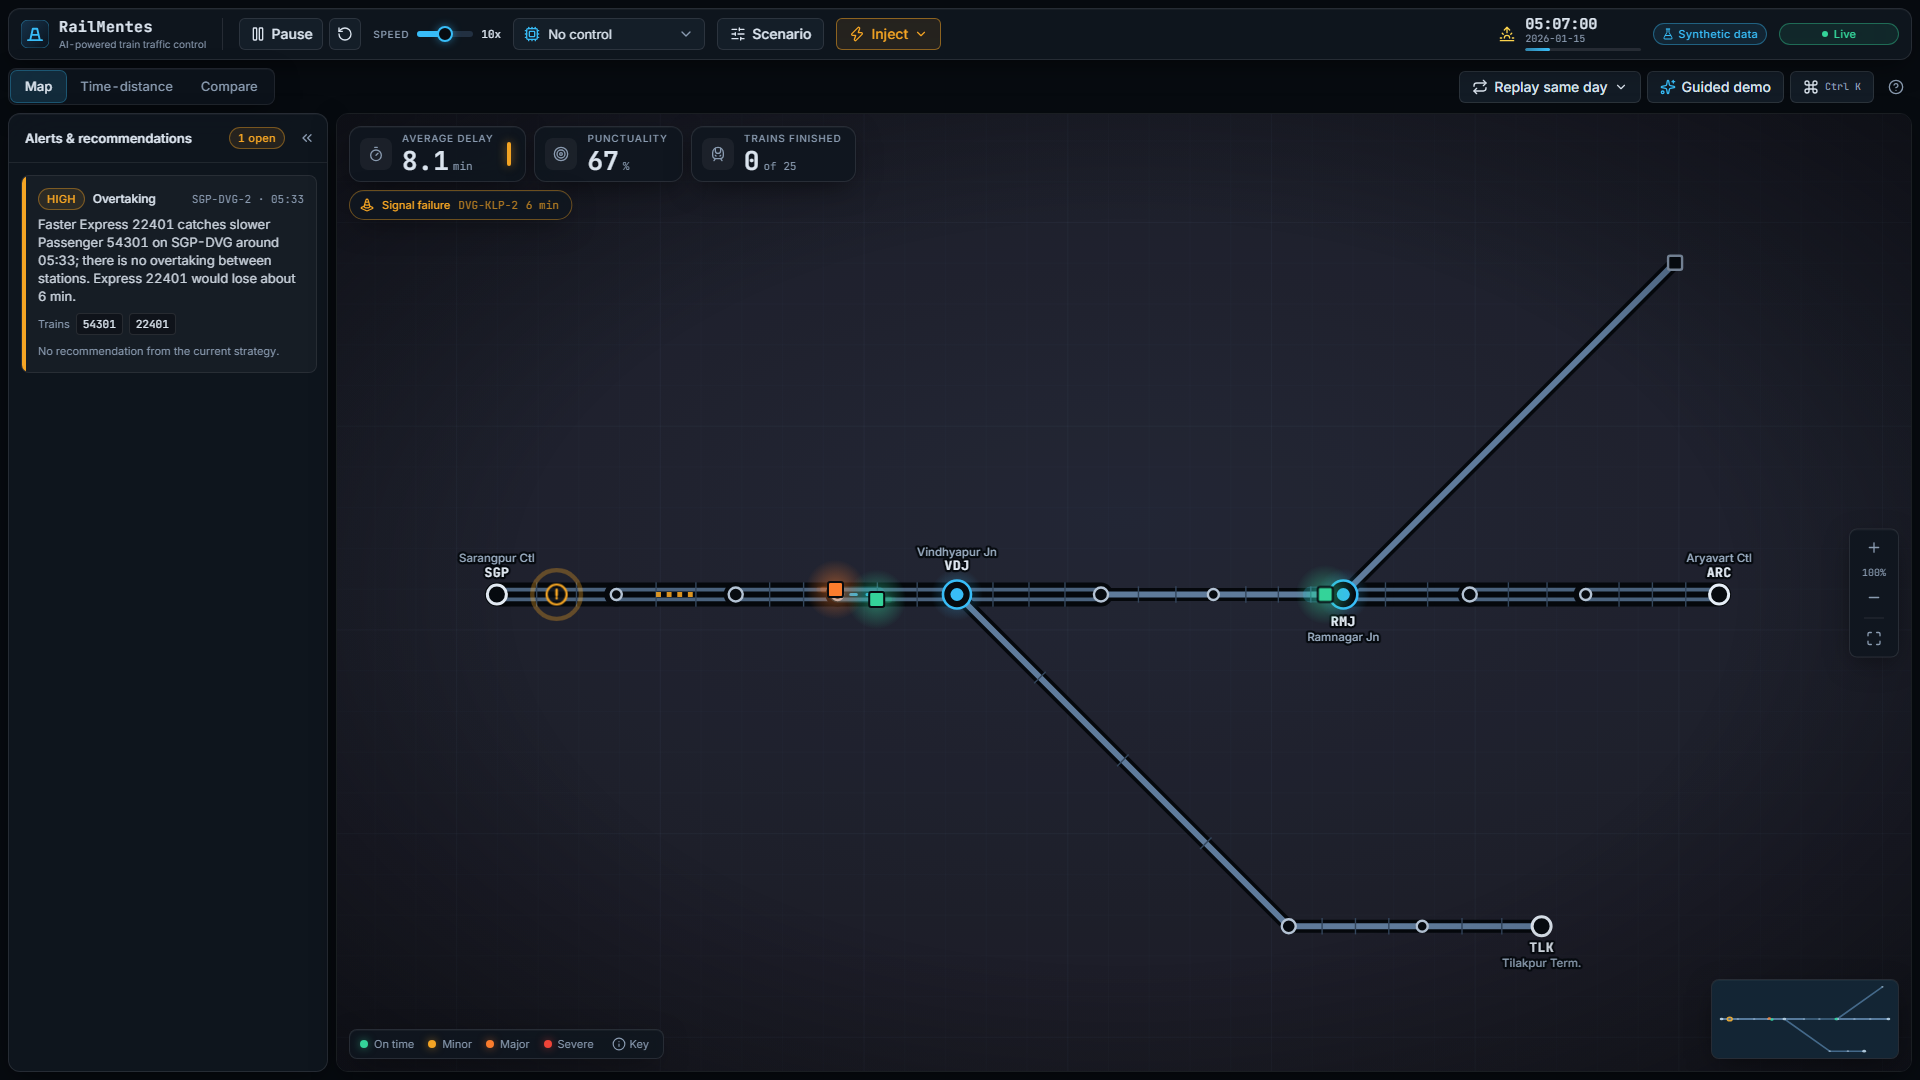 RailMentes
AI-powered train traffic control
Pause
SPEED
10x
No control
Scenario
Inject
05:07:00
2026-01-15
Synthetic data
Live
Map
Time-distance
Compare
Replay same day
Guided demo
Ctrl K
Alerts & recommendations
1 open
HIGH Overtaking SGP-DVG-2 · 05:33
Faster Express 22401 catches slower
Passenger 54301 on SGP-DVG around
05:33; there is no overtaking between
stations. Express 22401 would lose about
6 min.
Trains 54301 22401
No recommendation from the current strategy.
AVERAGE DELAY
8.1 min
PUNCTUALITY
67 %
TRAINS FINISHED
0 of 25
Signal failure DVG-KLP-2 6 min
Sarangpur Ctl
SGP
Vindhyapur Jn
VDJ
RMJ
Ramnagar Jn
Aryavart Ctl
ARC
TLK
Tilakpur Term.
100%
On time
Minor
Major
Severe
Key